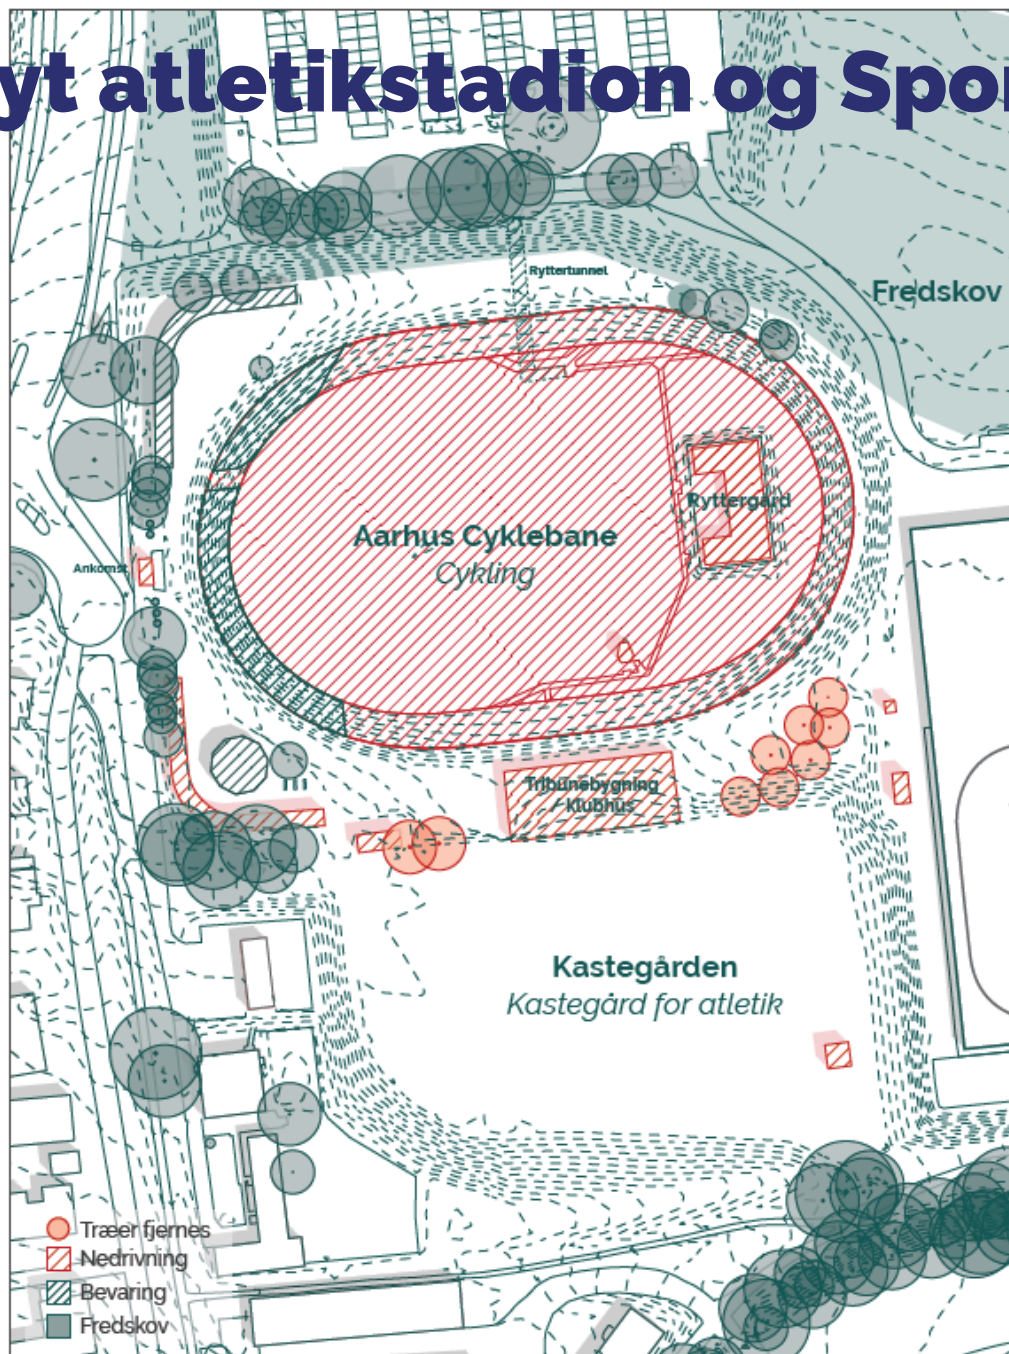 yt atletikstadion og Spor
Ryttertunnel
Fredskov
Ryttergård
Aarhus Cyklebane
Cykling
Ankomst
Tribunebygning
/ klubhus
Kastegården
Kastegård for atletik
Træer fjernes
Nedrivning
Bevaring
Fredskov